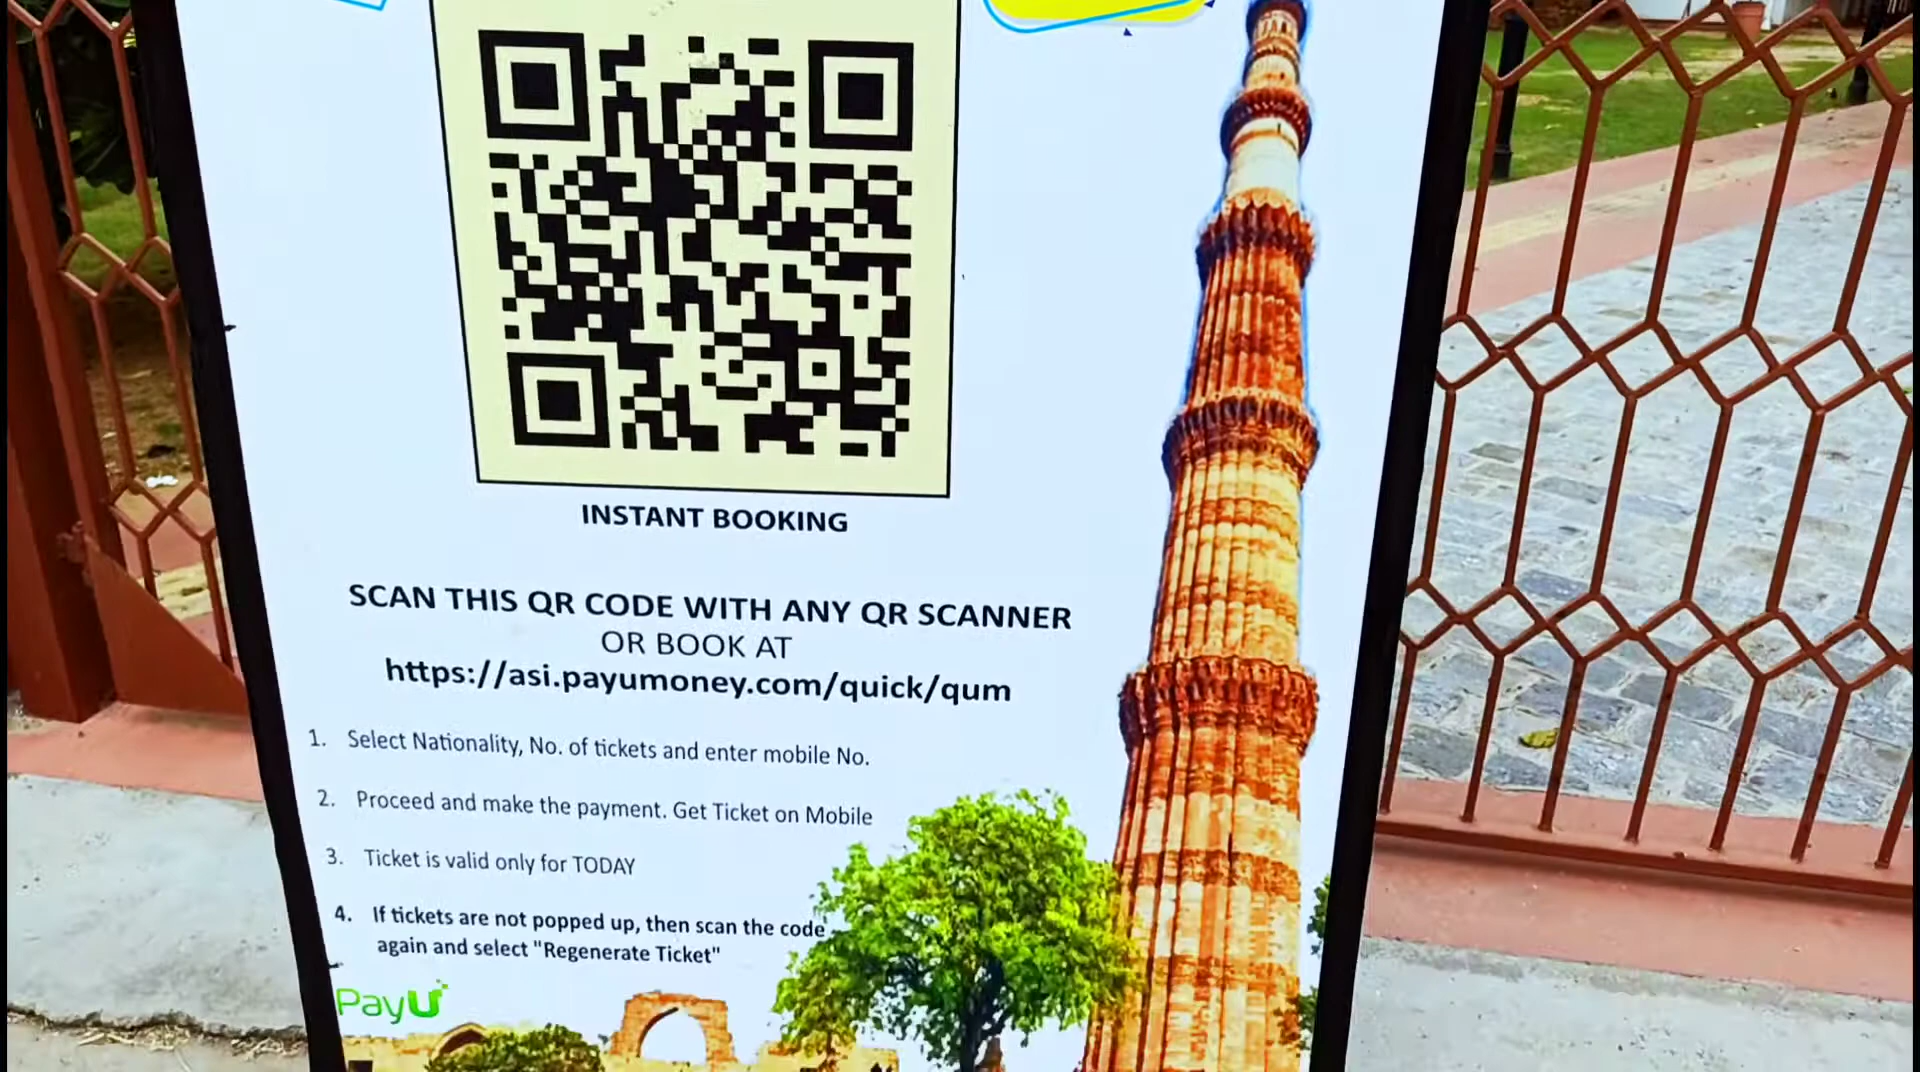 INSTANT BOOKING
SCAN THIS QR CODE WITH ANY QR SCANNER
OR BOOK AT
https://asi.payumoney.com/quick/qum
1. Select Nationality, No. of tickets and enter mobile No.
2. Proceed and make the payment. Get Ticket on Mobile
3. Ticket is valid only for TODAY
4. If tickets are not popped up, then scan the code
again and select "Regenerate Ticket"
PayU